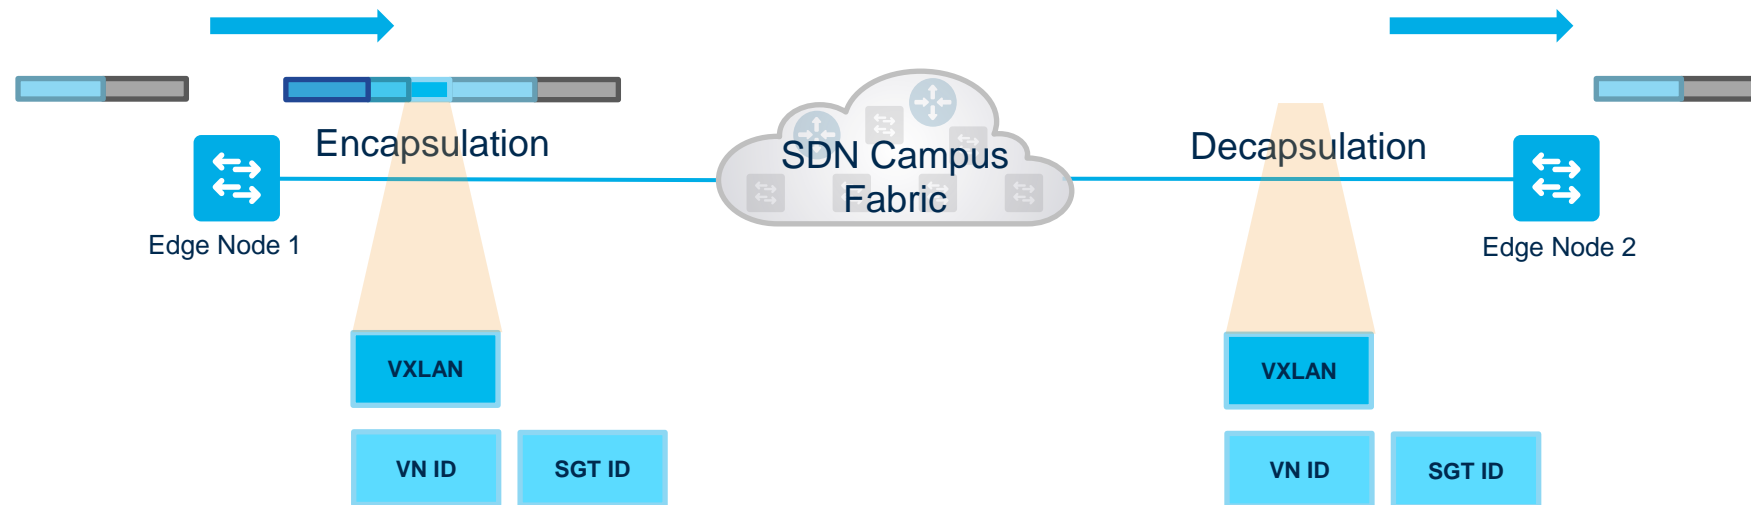 Encapsulation
SDN Campus
Fabric
Decapsulation
Edge Node 1
Edge Node 2
VXLAN
VXLAN
VN ID
SGT ID
VN ID
SGT ID